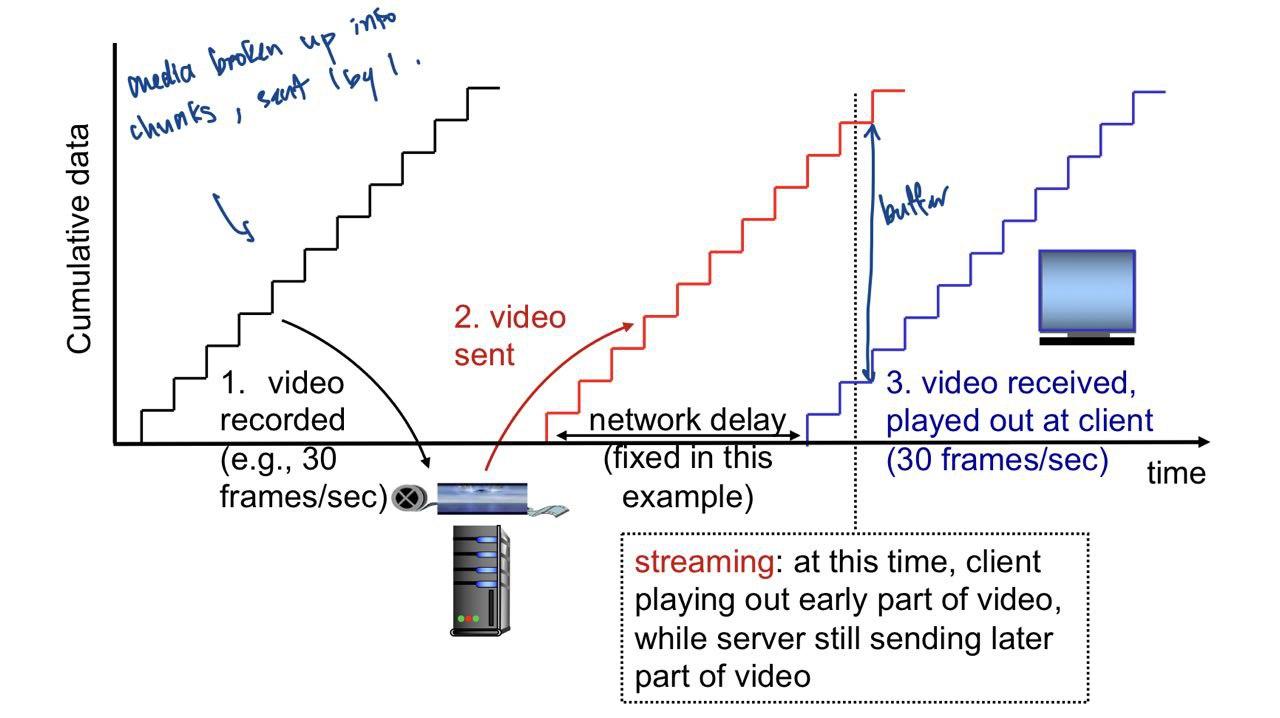 media broken up into
chunks, sent 1 by 1.
Cumulative data
buffer
2. video
sent
1. video
recorded
(e.g., 30
frames/sec)
network delay
(fixed in this
example)
3. video received,
played out at client
(30 frames/sec)
time
streaming: at this time, client
playing out early part of video,
while server still sending later
part of video